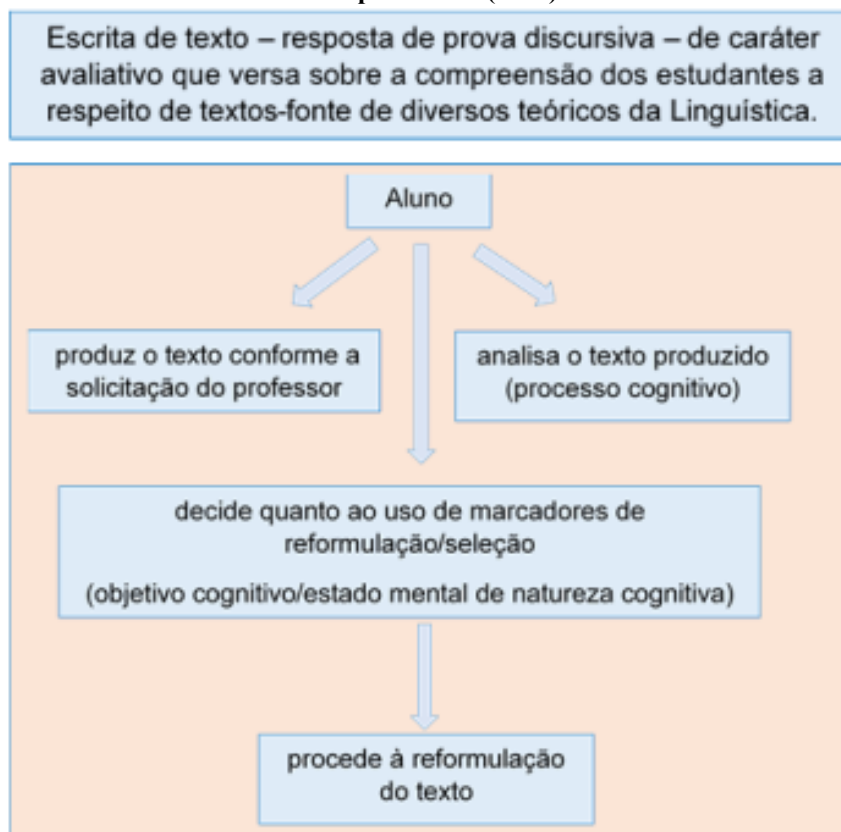 Escrita de texto – resposta de prova discursiva – de caráter
avaliativo que versa sobre a compreensão dos estudantes a
respeito de textos-fonte de diversos teóricos da Linguística.
Aluno
produz o texto conforme a
solicitação do professor
analisa o texto produzido
(processo cognitivo)
decide quanto ao uso de marcadores de
reformulação/seleção
(objetivo cognitivo/estado mental de natureza cognitiva)
procede à reformulação
do texto